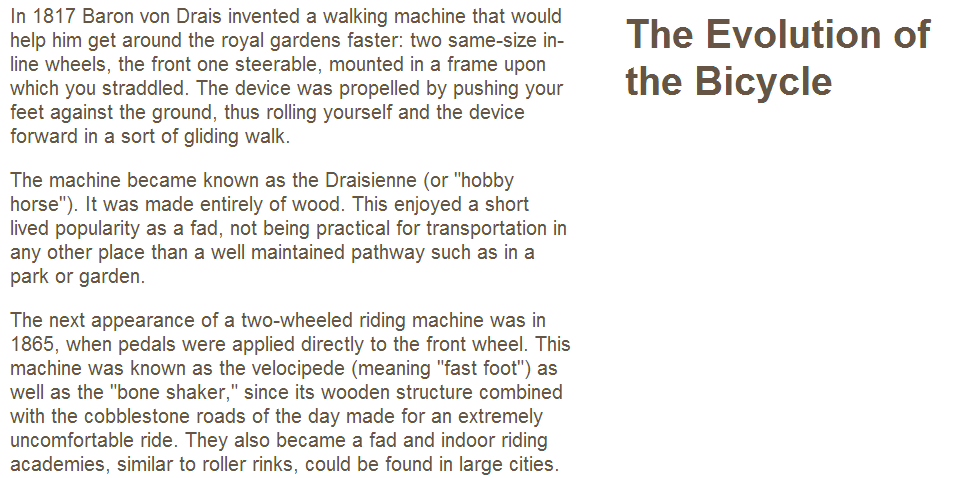 The Evolution of
the Bicycle
In 1817 Baron von Drais invented a walking machine that would
help him get around the royal gardens faster: two same-size in-
line wheels, the front one steerable, mounted in a frame upon
which you straddled. The device was propelled by pushing your
feet against the ground, thus rolling yourself and the device
forward in a sort of gliding walk.
The machine became known as the Draisienne (or "hobby
horse"). It was made entirely of wood. This enjoyed a short
lived popularity as a fad, not being practical for transportation in
any other place than a well maintained pathway such as in a
park or garden.
The next appearance of a two-wheeled riding machine was in
1865, when pedals were applied directly to the front wheel. This
machine was known as the velocipede (meaning "fast foot") as
well as the "bone shaker," since its wooden structure combined
with the cobblestone roads of the day made for an extremely
uncomfortable ride. They also became a fad and indoor riding
academies, similar to roller rinks, could be found in large cities.